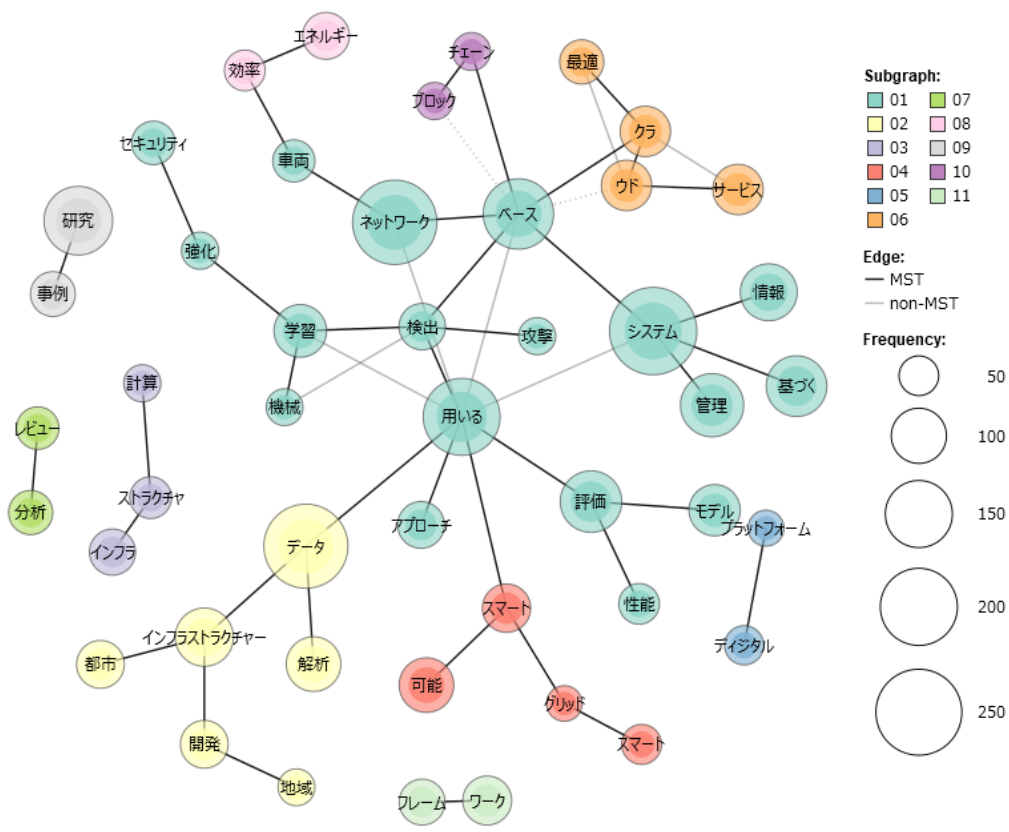 エネルギー
効率
チェーン
ブロック
最適
クラ
ウド
サービス
セキュリティ
車両
ネットワーク
ベース
研究
事例
強化
学習
検出
攻撃
システム
情報
基づく
管理
機械
用いる
計算
レビュー
分析
ストラクチャ
インフラ
アプローチ
評価
モデル
プラットフォーム
性能
ディジタル
データ
インフラストラクチャー
都市
解析
開発
地域
スマート
可能
グリッド
スマート
フレーム
ワーク
Subgraph:
01 07
02 08
03 09
04 10
05 11
06
Edge:
MST
non-MST
Frequency:
50
100
150
200
250